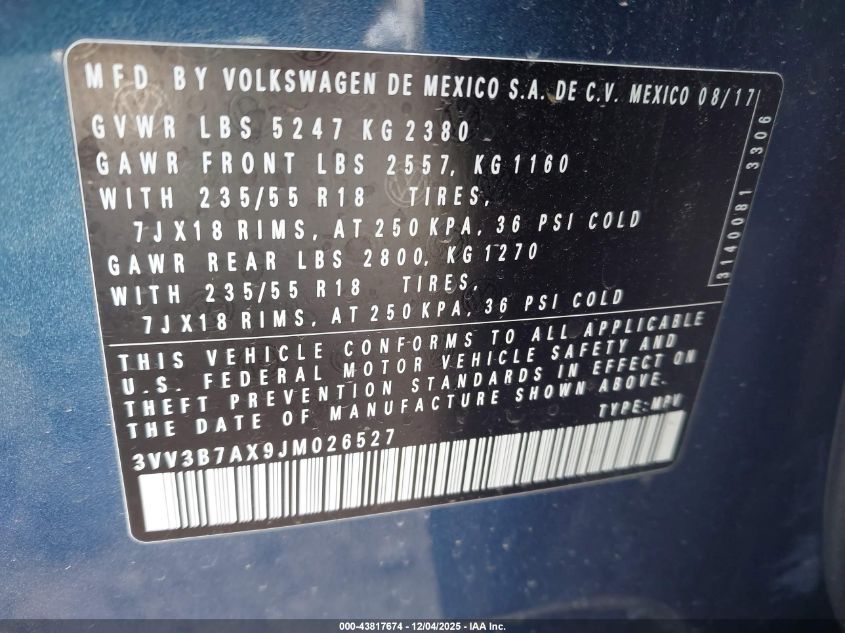 MFD BY VOLKSWAGEN DE MEXICO S.A. DE C.V. MEXICO 08/17
GVWR LBS 5247 KG 2380
GAWR FRONT LBS 2557, KG 1160
WITH 235/55 R18 TIRES,
7JX18 RIMS, AT 250 KPA, 36 PSI COLD
GAWR REAR LBS 2800, KG 1270
WITH 235/55 R18 TIRES,
7JX18 RIMS, AT 250 KPA, 36 PSI COLD
3140081 3306
THIS VEHICLE CONFORMS TO ALL APPLICABLE
U.S. FEDERAL MOTOR VEHICLE SAFETY AND
THEFT PREVENTION STANDARDS IN EFFECT ON
THE DATE OF MANUFACTURE SHOWN ABOVE.
TYPE:MPV
3VV3B7AX9JM026527
000-43817674 - 12/04/2025 - IAA Inc.